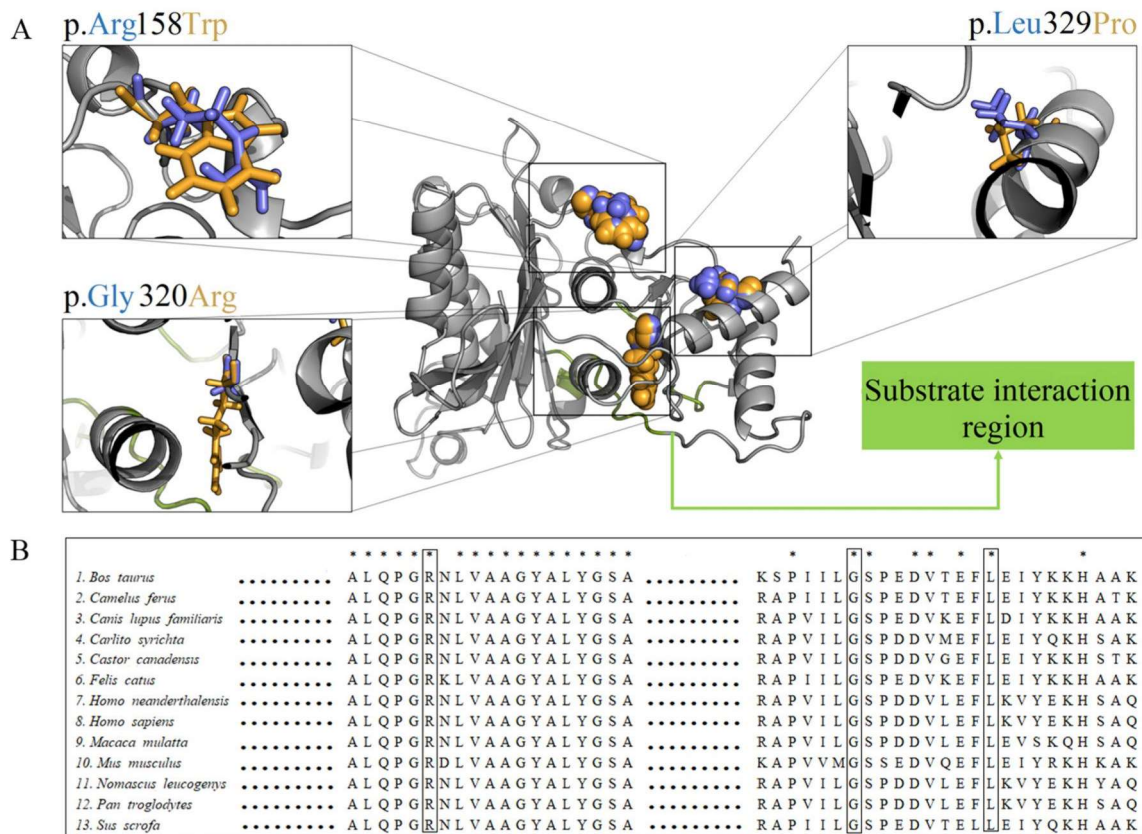 A
p.Arg158Trp
p.Leu329Pro
p.Gly 320Arg
Substrate interaction
region
B
* * * * * * * * * * * * * * * * * * * * * * * * * *
1. Bos taurus ......... A L Q P G R N L V A A G Y A L Y G S A ......... K S P I I L G S P E D V T E F L E I Y K K H A A K
2. Camelus ferus ......... A L Q P G R N L V A A G Y A L Y G S A ......... R A P I I L G S P E D V T E F L E I Y K K H A T K
3. Canis lupus familiaris ......... A L Q P G R N L V A A G Y A L Y G S A ......... R A P V I L G S P E D V K E F L D I Y K K H A A K
4. Carlito syrichta ......... A L Q P G R N L V A A G Y A L Y G S A ......... R A P V I L G S P D D V M E F L E I Y Q K H S A K
5. Castor canadensis ......... A L Q P G R N L V A A G Y A L Y G S A ......... R A P V I L G S P D D V G E F L E I Y K K H S T K
6. Felis catus ......... A L Q P G R K L V A A G Y A L Y G S A ......... R A P V I L G S P E D V K E F L E I Y K K H A A K
7. Homo neanderthalensis ......... A L Q P G R N L V A A G Y A L Y G S A ......... R A P V I L G S P D D V L E F L K V Y E K H S A Q
8. Homo sapiens ......... A L Q P G R N L V A A G Y A L Y G S A ......... R A P V I L G S P D D V L E F L K V Y E K H S A Q
9. Macaca mulatta ......... A L Q P G R N L V A A G Y A L Y G S A ......... R A P V I L G S P D D V L E F L E V S K Q H S A Q
10. Mus musculus ......... A L Q P G R D L V A A G Y A L Y G S A ......... K A P V V M G S S E D V Q E F L E I Y R K H K A K
11. Nomascus leucogenys ......... A L Q P G R N L V A A G Y A L Y G S A ......... R A P V I L G S P D D V L E F L K V Y E K H Y A Q
12. Pan troglodytes ......... A L Q P G R N L V A A G Y A L Y G S A ......... R A P V I L G S P D D V L E F L K V Y E K H S A Q
13. Sus scrofa ......... A L Q P G R N L V A A G Y A L Y G S A ......... R A P V I L G S P E D V T E F L E I Y K K H A A K